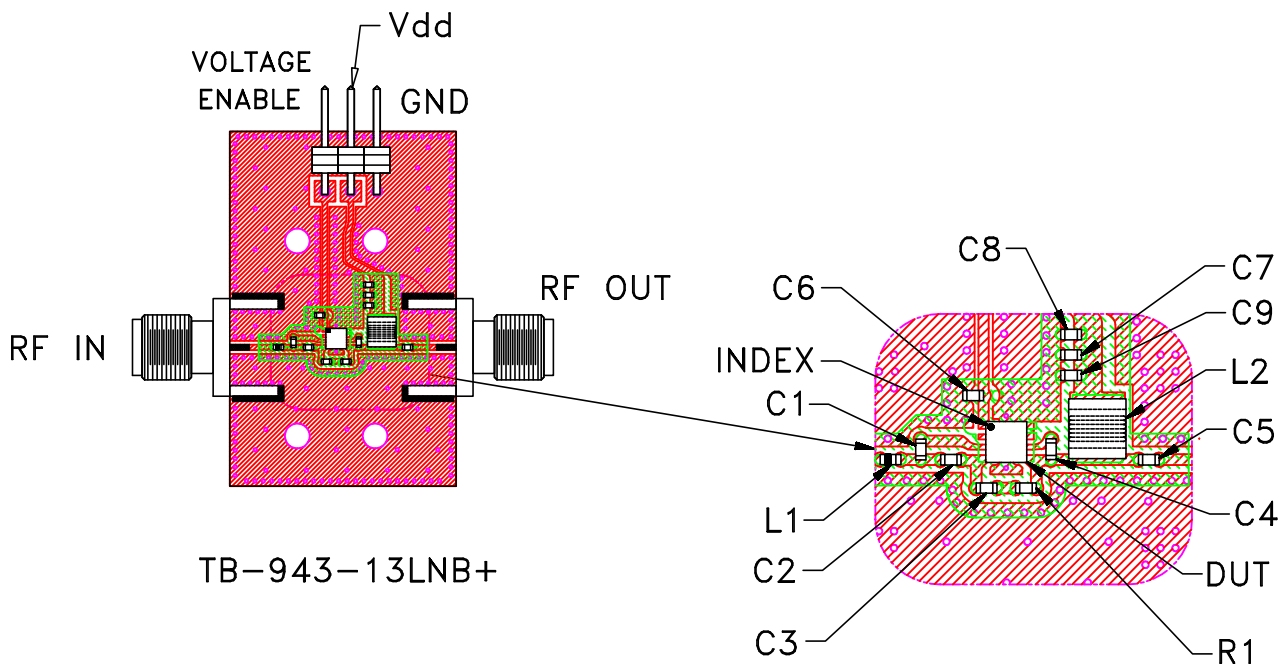 Vdd
VOLTAGE
ENABLE
GND
RF IN
RF OUT
TB-943-13LNB+
C8
C7
C6
C9
INDEX
L2
C1
C5
L1
C4
C2
DUT
C3
R1